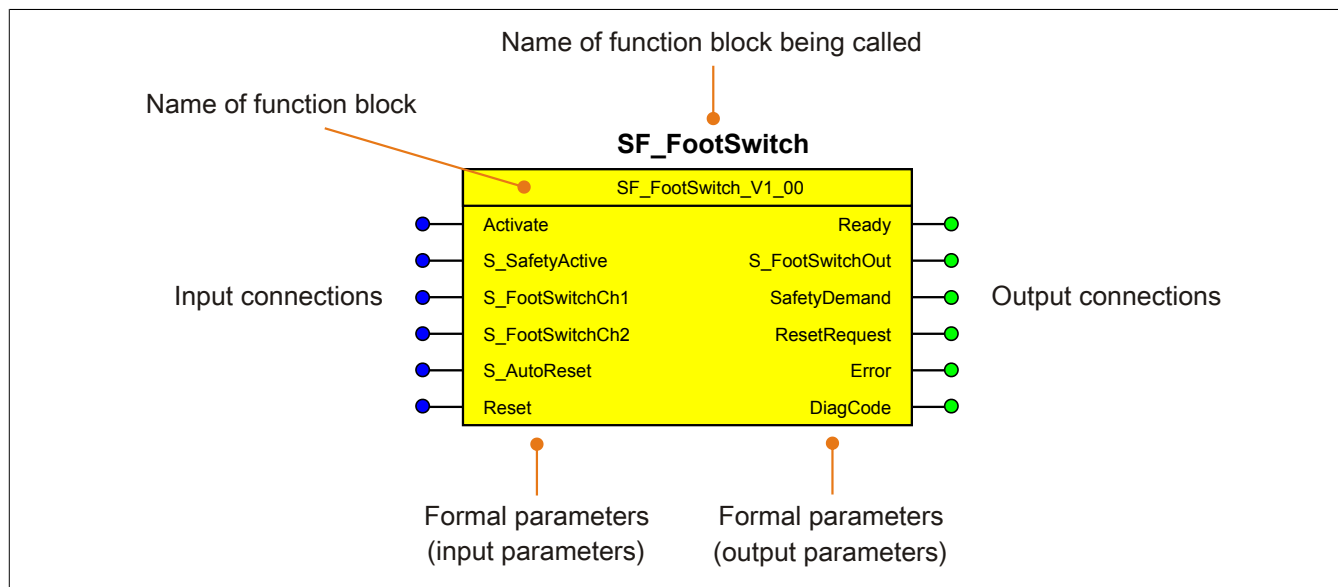 Name of function block being called
Name of function block
SF_FootSwitch
SF_FootSwitch_V1_00
Activate
Ready
S_SafetyActive
S_FootSwitchOut
Input connections
S_FootSwitchCh1
SafetyDemand
Output connections
S_FootSwitchCh2
ResetRequest
S_AutoReset
Error
Reset
DiagCode
Formal parameters
(input parameters)
Formal parameters
(output parameters)